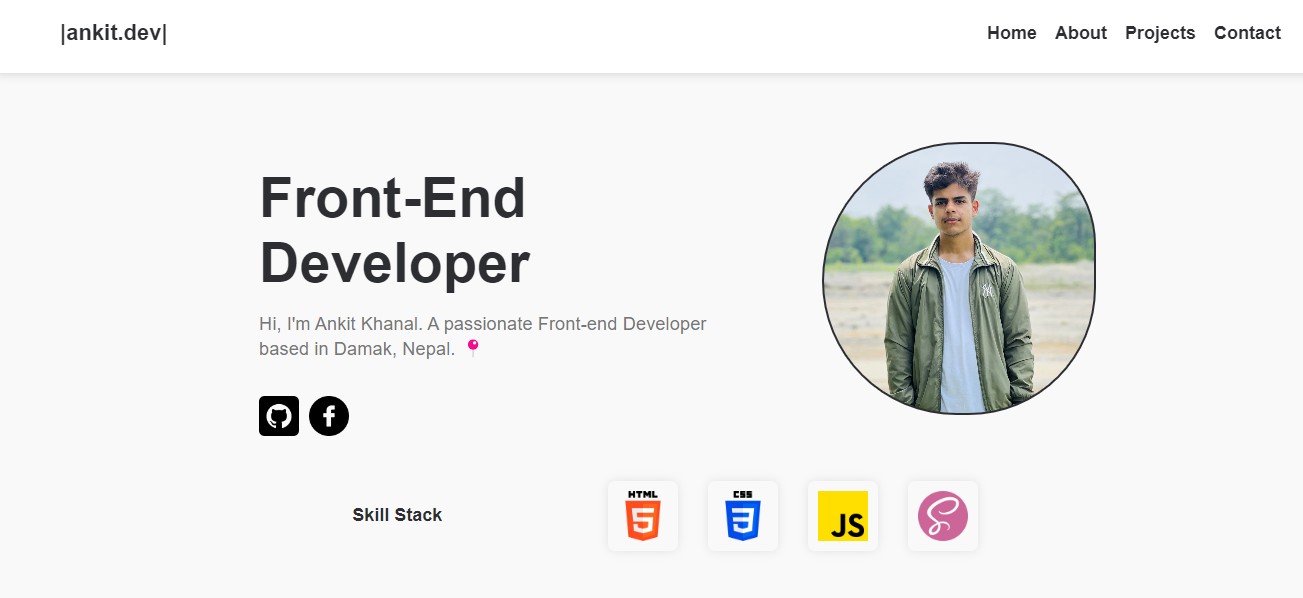 |ankit.dev|
Home About Projects Contact
Front-End
Developer
Hi, I'm Ankit Khanal. A passionate Front-end Developer
based in Damak, Nepal. 📍
Skill Stack
HTML
5
CSS
3
JS